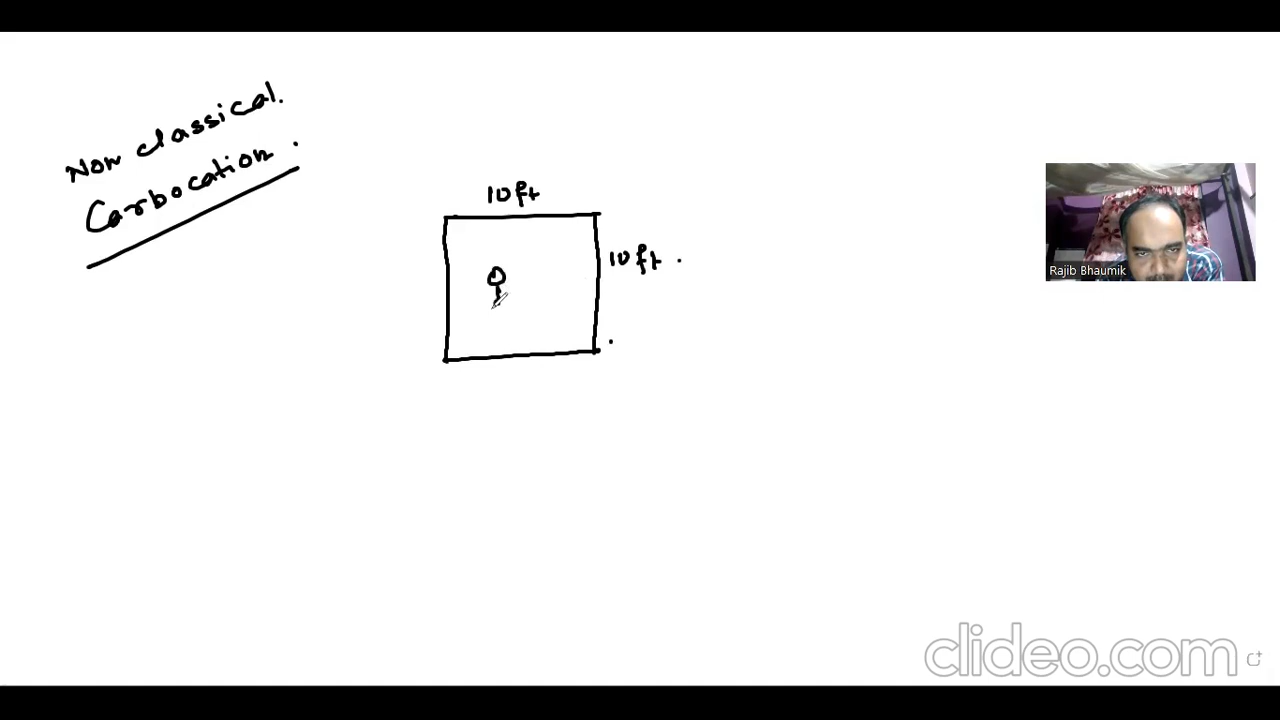 Non classical.
Carbocation.
10ft
10ft.
Rajib Bhaumik
clideo.com